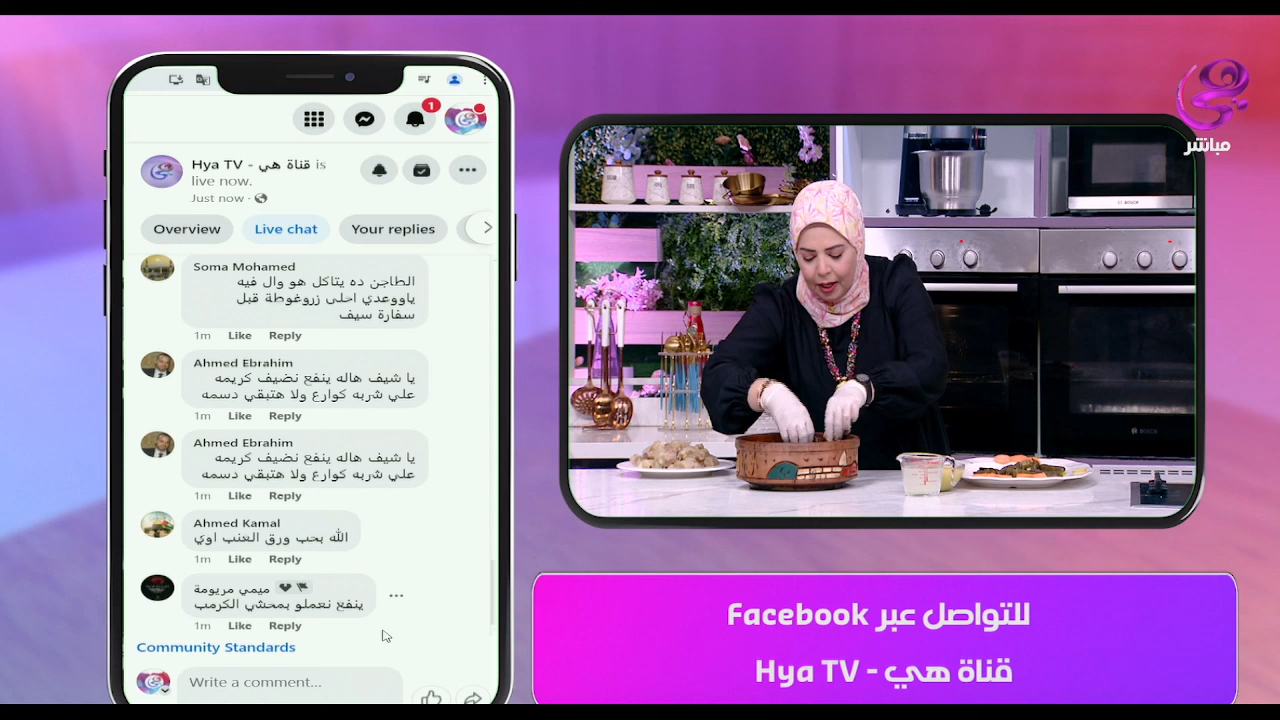 مباشر
1
Hya TV - قناة هي is
live now.
Just now
Overview
Live chat
Your replies
Soma Mohamed
الطاجن ده يتاكل هو وال فيه
ياووعدي احلى زروغوطة قبل
سفارة سيف
1m Like Reply
Ahmed Ebrahim
يا شيف هاله ينفع نضيف كريمه
علي شربه كوارع ولا هتبقي دسمه
1m Like Reply
Ahmed Ebrahim
يا شيف هاله ينفع نضيف كريمه
علي شربه كوارع ولا هتبقي دسمه
1m Like Reply
Ahmed Kamal
الله بحب ورق العنب اوي
1m Like Reply
ميمي مريومة
ينفع نعملو بمحشي الكرمب
1m Like Reply
Community Standards
Write a comment...
BOSCH
BOSCH
للتواصل عبر Facebook
قناة هي - Hya TV